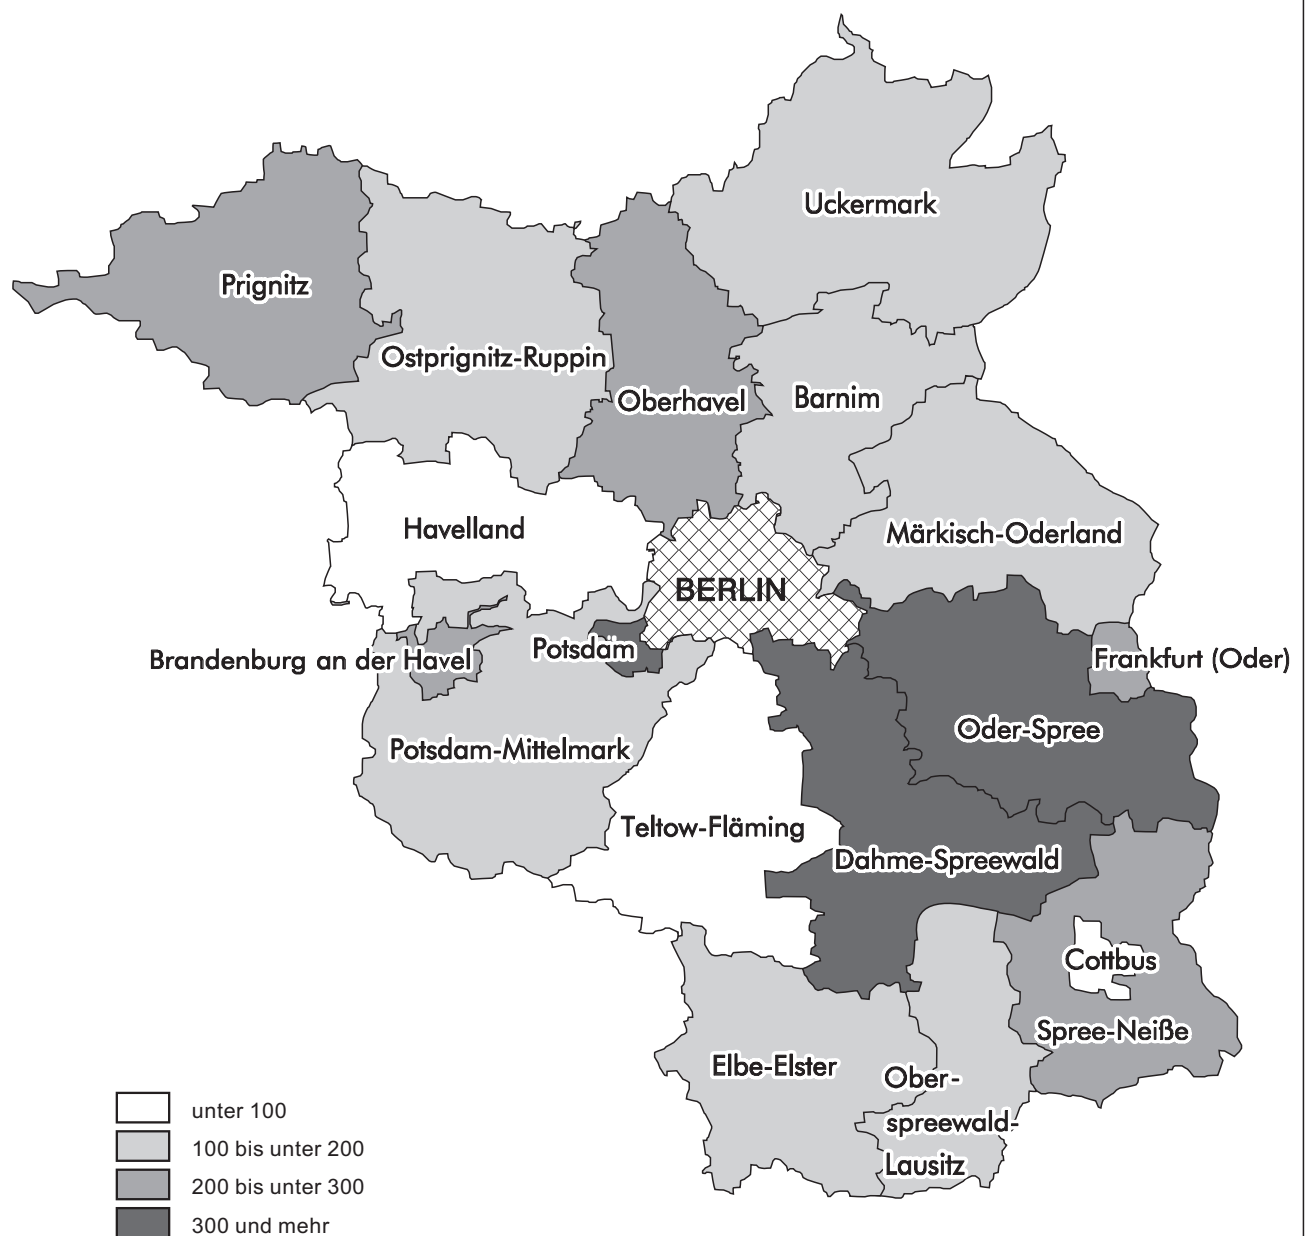 Uckermark
Prignitz
Ostprignitz-Ruppin
Oberhavel
Barnim
Havelland
Märkisch-Oderland
BERLIN
Brandenburg an der Havel
Potsdam
Frankfurt (Oder)
Oder-Spree
Potsdam-Mittelmark
Teltow-Fläming
Dahme-Spreewald
Cottbus
Spree-Neiße
Elbe-Elster
Ober-
spreewald-
Lausitz
unter 100
100 bis unter 200
200 bis unter 300
300 und mehr